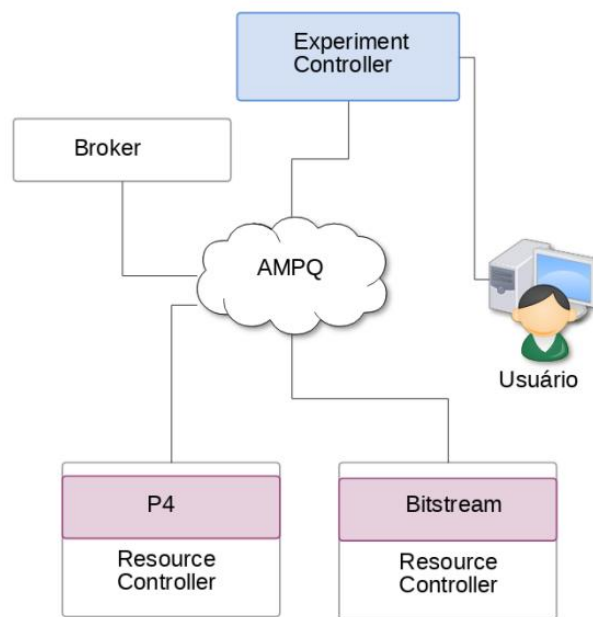 Experiment
Controller
Broker
AMPQ
Usuário
P4
Resource
Controller
Bitstream
Resource
Controller